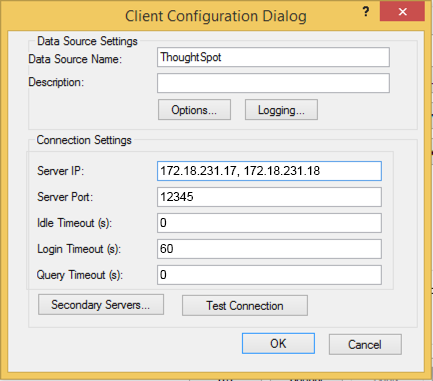 Client Configuration Dialog
?
Data Source Settings
Data Source Name: ThoughtSpot
Description:
Options... Logging...
Connection Settings
Server IP: 172.18.231.17, 172.18.231.18
Server Port: 12345
Idle Timeout (s): 0
Login Timeout (s): 60
Query Timeout (s): 0
Secondary Servers... Test Connection
OK Cancel